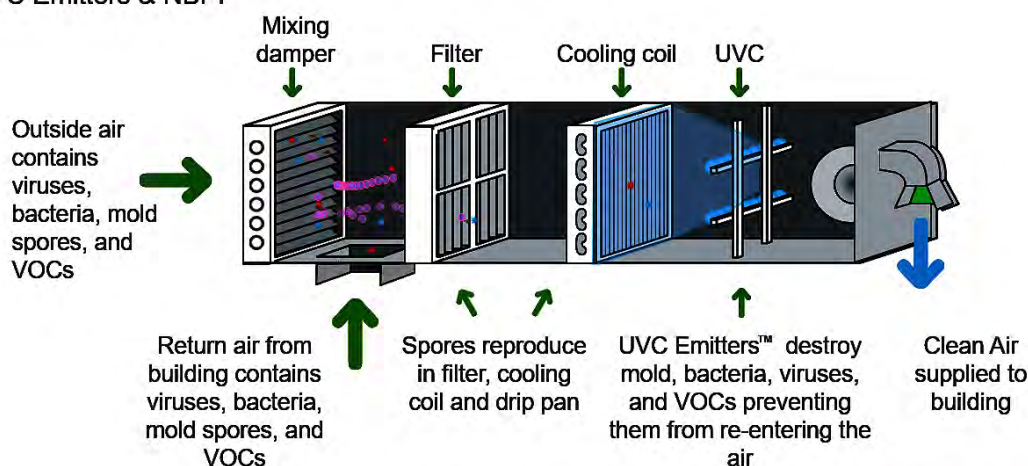 Mixing
damper
Filter
Cooling coil
UVC
Outside air
contains
viruses,
bacteria, mold
spores, and
VOCs
Return air from
building contains
viruses, bacteria,
mold spores, and
VOCs
Spores reproduce
in filter, cooling
coil and drip pan
UVC Emitters™ destroy
mold, bacteria, viruses,
and VOCs preventing
them from re-entering the
air
Clean Air
supplied to
building